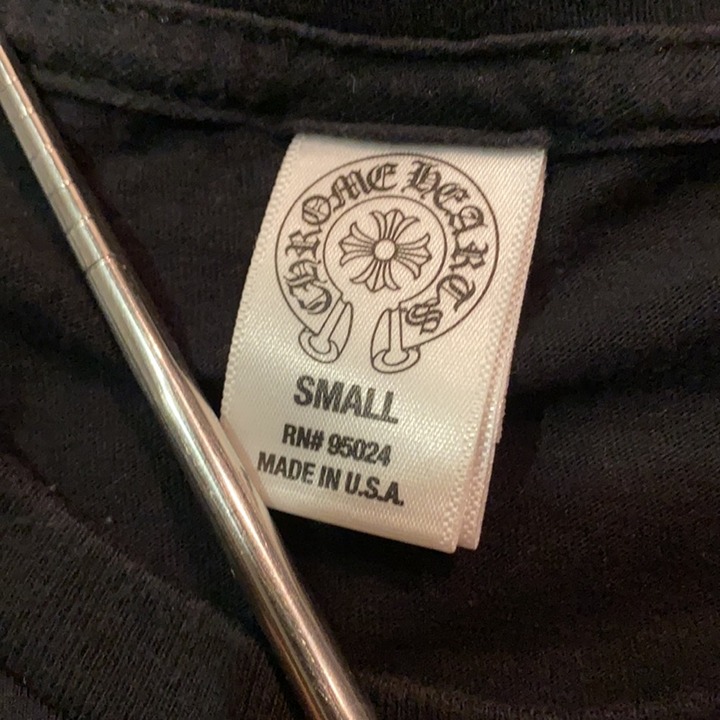 CHROME HEARTS
SMALL
RN# 95024
MADE IN U.S.A.